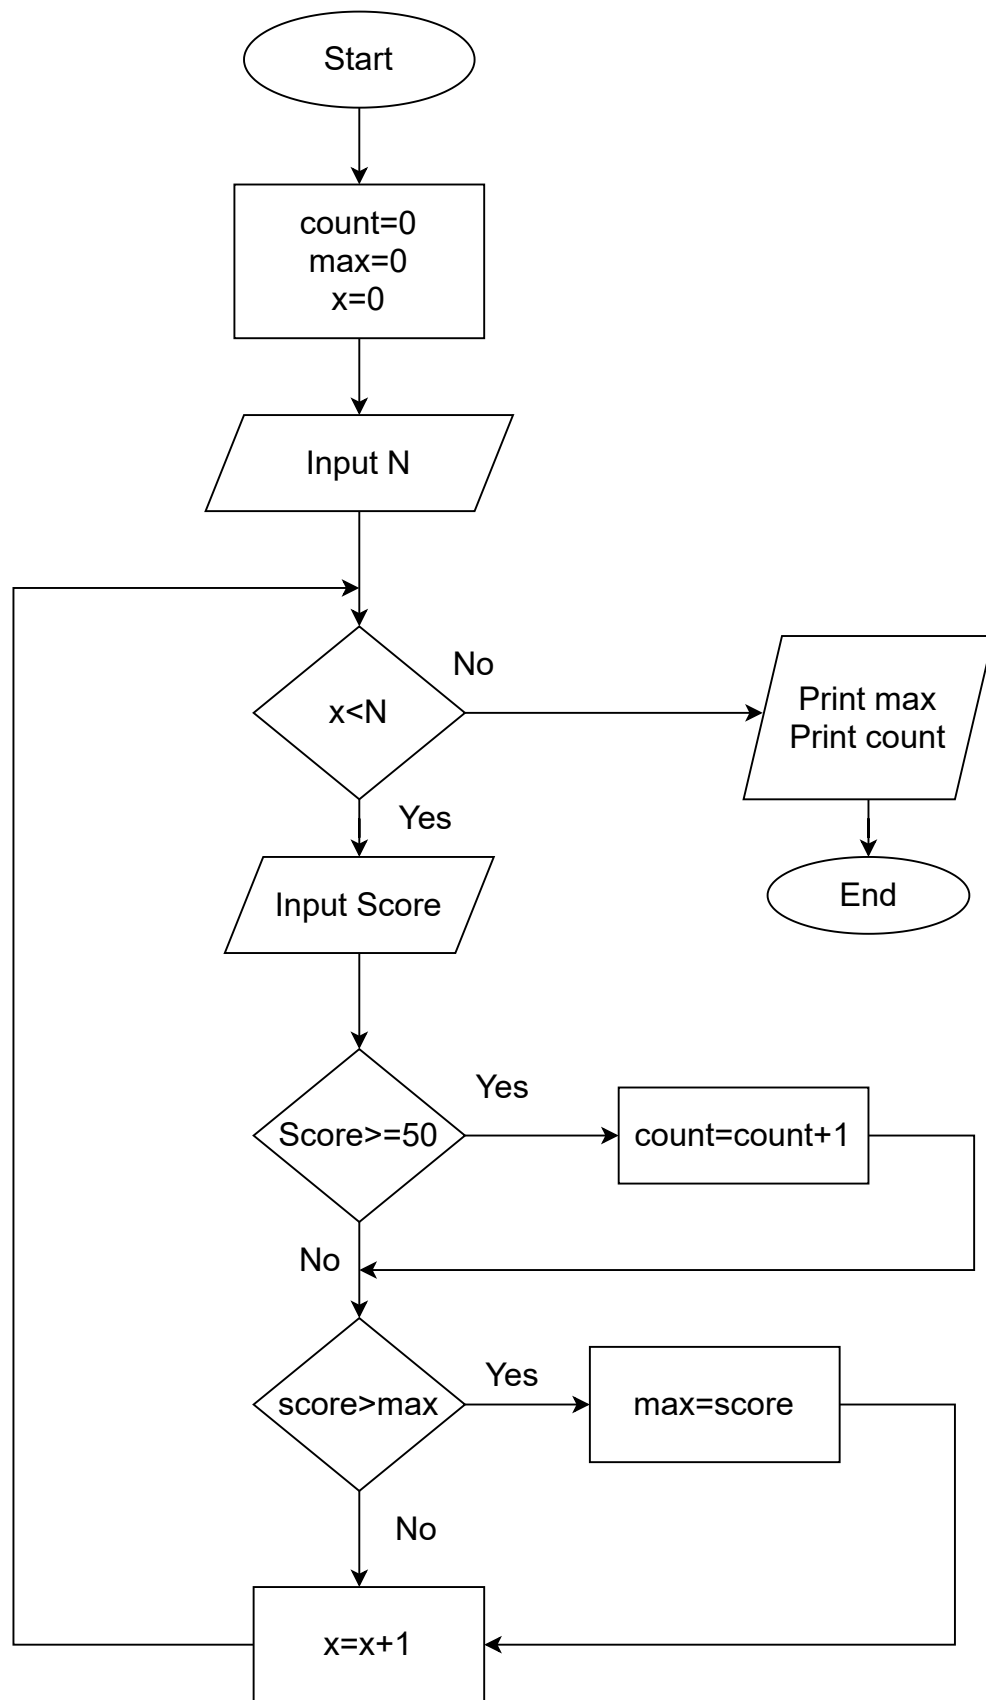 Start
count=0
max=0
x=0
Input N
x<N
No
Print max
Print count
Yes
End
Input Score
Score>=50
Yes
count=count+1
No
score>max
Yes
max=score
No
x=x+1